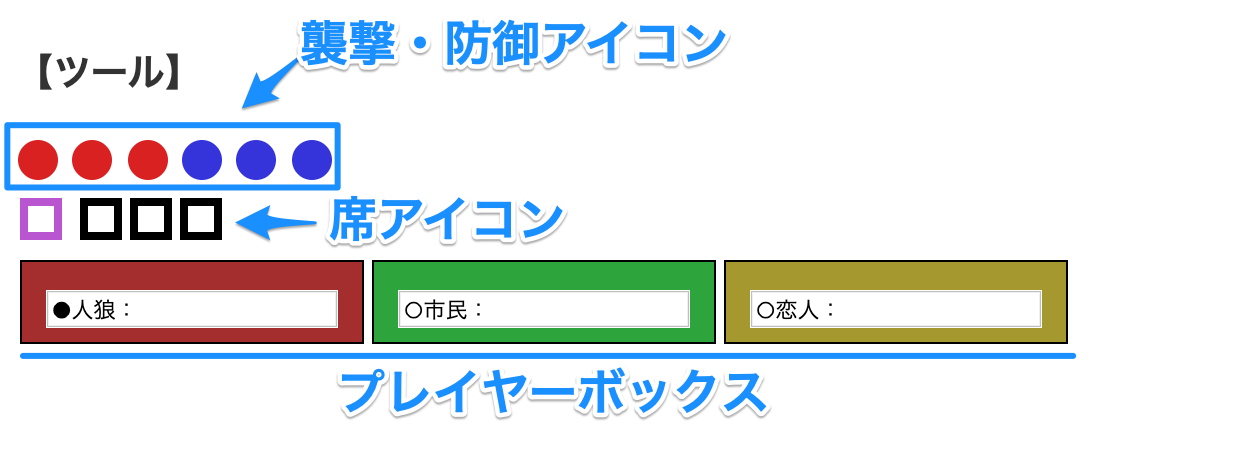 襲撃・防御アイコン
【ツール】
席アイコン
●人狼：
○市民：
○恋人：
プレイヤーボックス